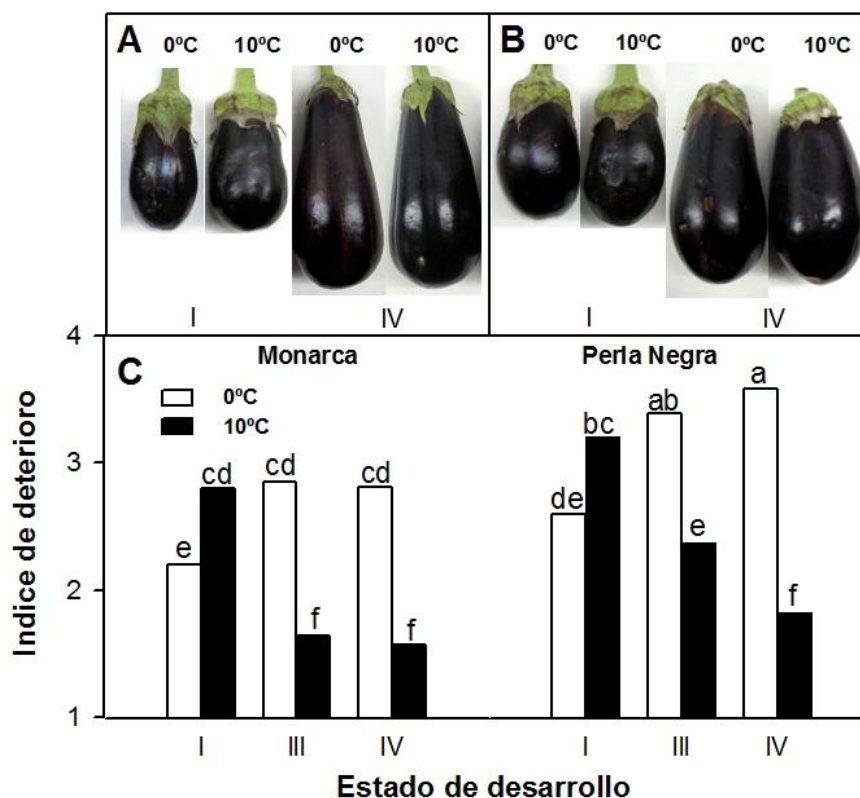 A
0ºC 10ºC 0ºC 10ºC
I IV
B
0ºC 10ºC 0ºC 10ºC
I IV
C
Monarca Perla Negra
0ºC
10ºC
Indice de deterioro
4
3
2
1
e cd cd f cd f
de bc ab e a f
I III IV I III IV
Estado de desarrollo